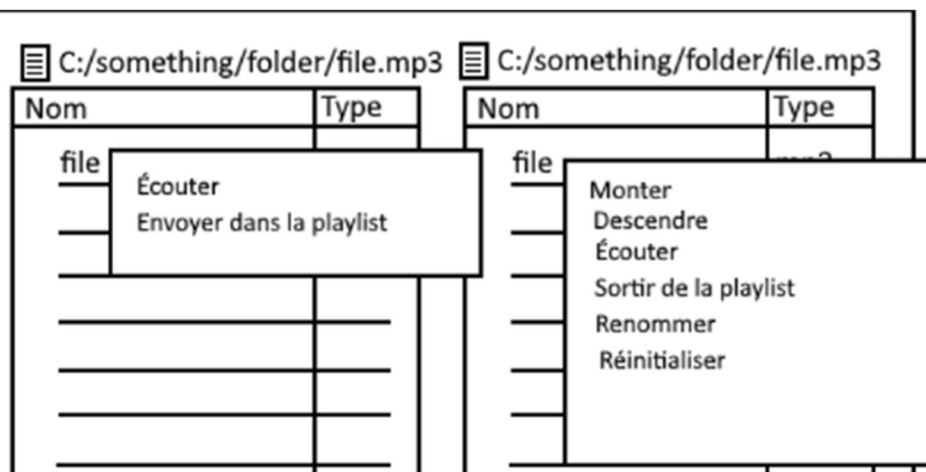 C:/something/folder/file.mp3
Nom Type
file
Écouter
Envoyer dans la playlist
C:/something/folder/file.mp3
Nom Type
file
Monter
Descendre
Écouter
Sortir de la playlist
Renommer
Réinitialiser